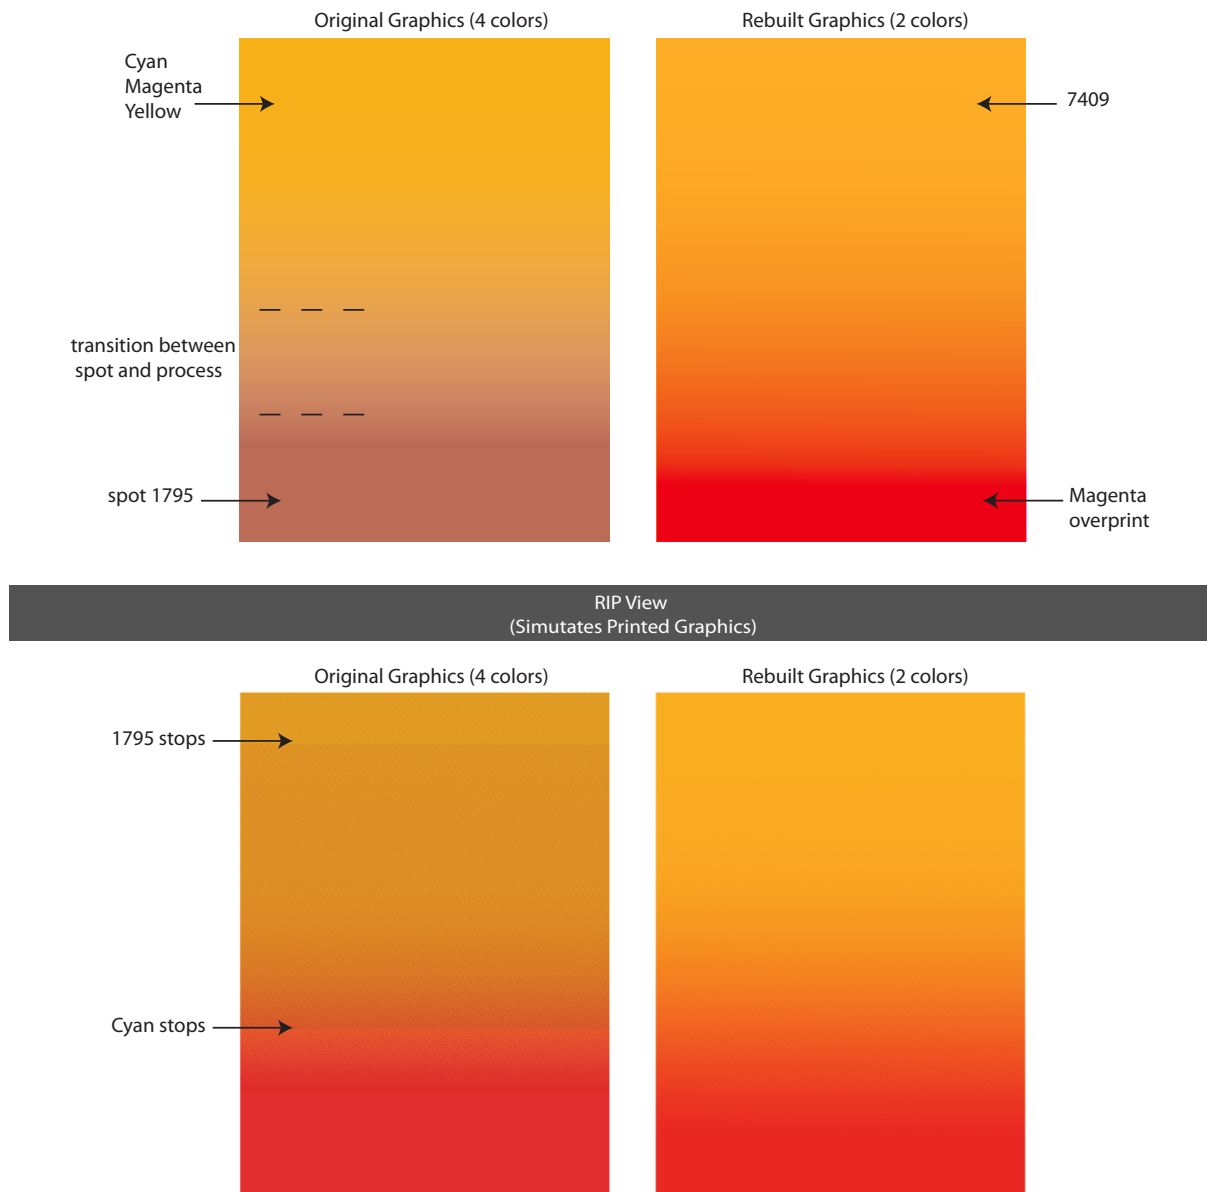 Original Graphics (4 colors)
Rebuilt Graphics (2 colors)
Cyan
Magenta
Yellow
7409
transition between
spot and process
spot 1795
Magenta
overprint
RIP View
(Simutates Printed Graphics)
Original Graphics (4 colors)
Rebuilt Graphics (2 colors)
1795 stops
Cyan stops